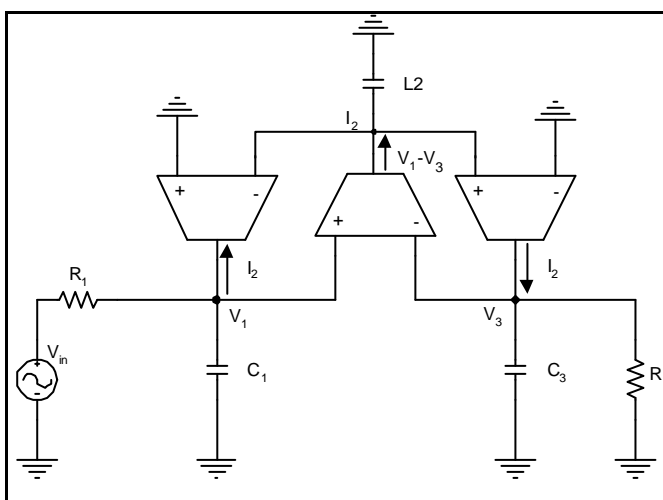 L2
I2
V1-V3
+
-
+
-
+
-
I2
I2
R1
V1
V3
Vin
+
-
C1
C3
R